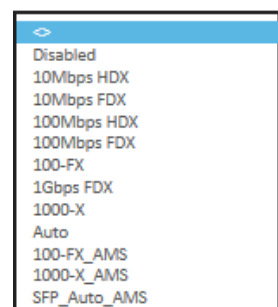 <>
Disabled
10Mbps HDX
10Mbps FDX
100Mbps HDX
100Mbps FDX
100-FX
1Gbps FDX
1000-X
Auto
100-FX_AMS
1000-X_AMS
SFP_Auto_AMS